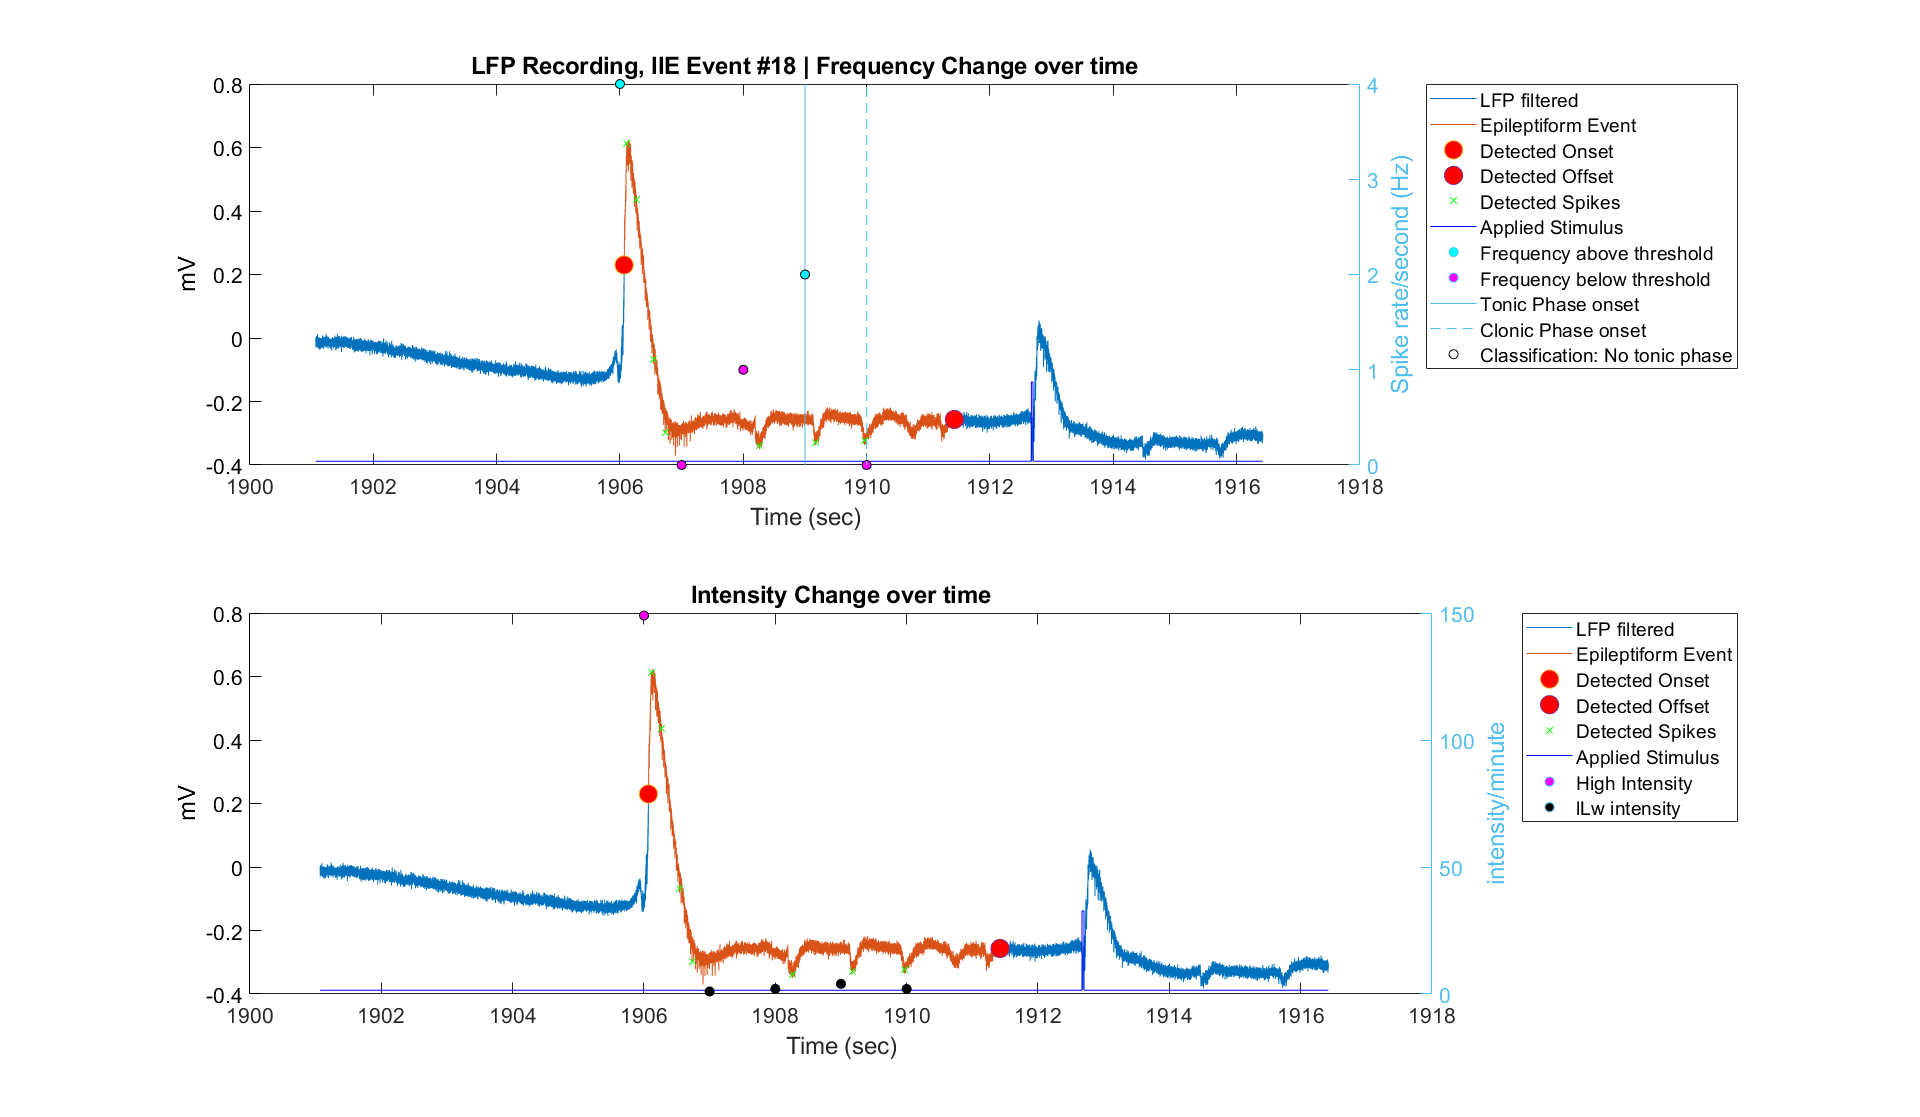 LFP Recording, IIE Event #18 | Frequency Change over time
0.8
0.6
0.4
0.2
0
-0.2
-0.4
mV
1900 1902 1904 1906 1908 1910 1912 1914 1916 1918
Time (sec)
4
3
2
1
0
Spike rate/second (Hz)
LFP filtered
Epileptiform Event
Detected Onset
Detected Offset
Detected Spikes
Applied Stimulus
Frequency above threshold
Frequency below threshold
Tonic Phase onset
Clonic Phase onset
Classification: No tonic phase
Intensity Change over time
0.8
0.6
0.4
0.2
0
-0.2
-0.4
mV
1900 1902 1904 1906 1908 1910 1912 1914 1916 1918
Time (sec)
150
100
50
0
intensity/minute
LFP filtered
Epileptiform Event
Detected Onset
Detected Offset
Detected Spikes
Applied Stimulus
High Intensity
lLw intensity